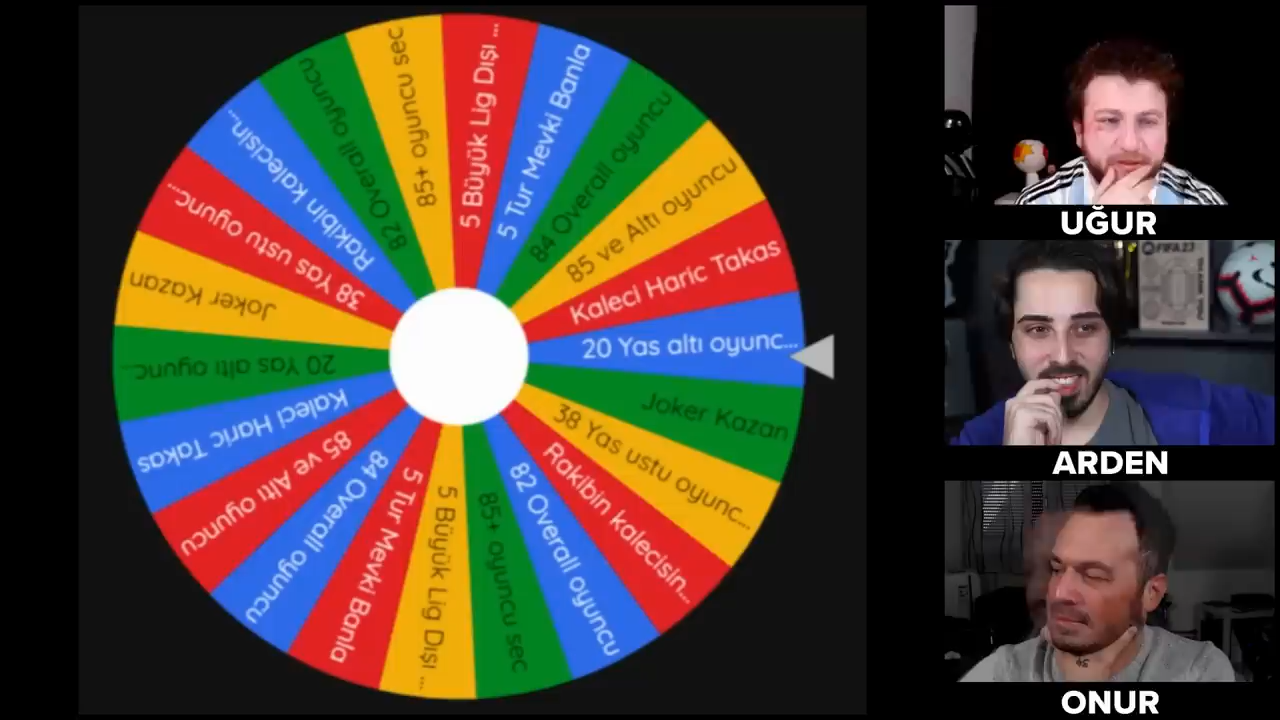 5 Büyük Lig Dışı ...
5 Tur Mevki Banla
84 Overall oyuncu
85 ve Altı oyuncu
Kaleci Haric Takas
20 Yas altı oyunc...
Joker Kazan
38 Yas ustu oyunc...
Rakibin kalecisin...
82 Overall oyuncu
85+ oyuncu sec
5 Büyük Lig Dışı ...
5 Tur Mevki Banla
84 Overall oyuncu
85 ve Altı oyuncu
Kaleci Haric Takas
20 Yas altı oyunc...
Joker Kazan
38 Yas ustu oyunc...
Rakibin kalecisin...
82 Overall oyuncu
85+ oyuncu sec
UĞUR
FIFA 23
ARDEN
ONUR